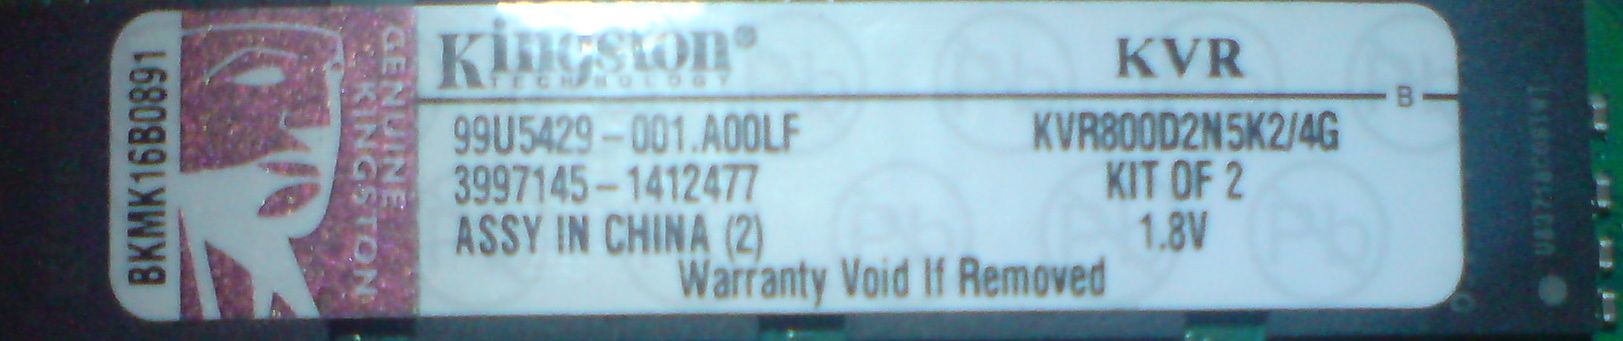 BKMK16B0891
GENUINE
KINGSTON
Kingston®
TECHNOLOGY
KVR
B
99U5429-001.A00LF
KVR800D2N5K2/4G
3997145-1412477
KIT OF 2
ASSY IN CHINA (2)
1.8V
Warranty Void If Removed
Pb